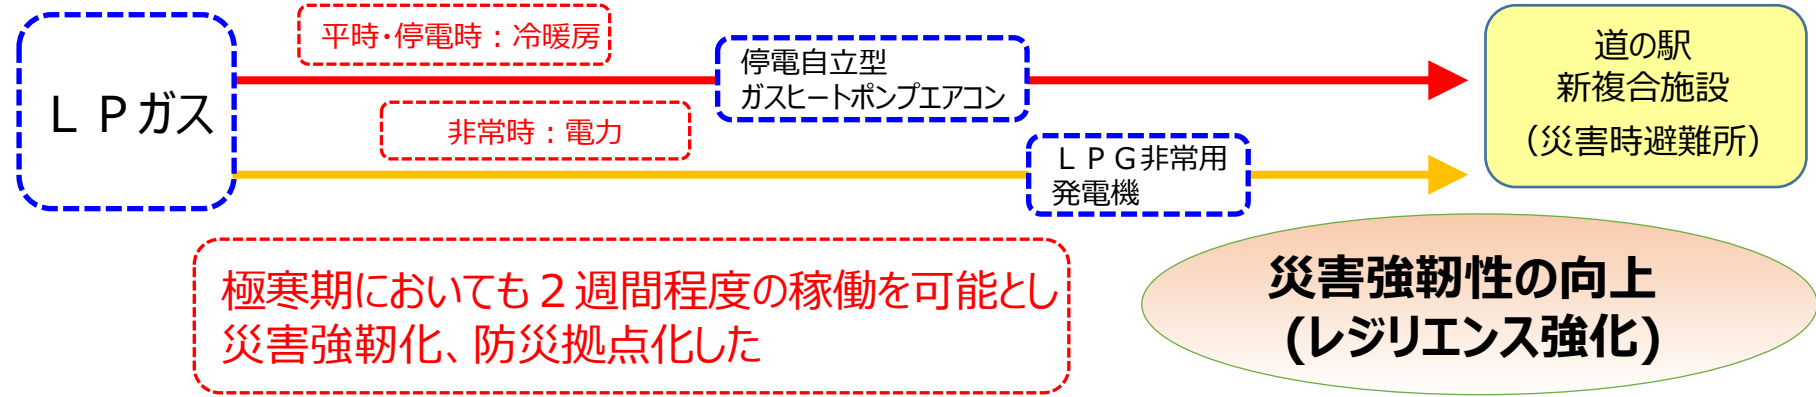 平時・停電時：冷暖房
ＬＰガス
停電自立型
ガスヒートポンプエアコン
非常時：電力
ＬＰＧ非常用
発電機
道の駅
新複合施設
（災害時避難所）
極寒期においても２週間程度の稼働を可能とし
災害強靭化、防災拠点化した
災害強靭性の向上
(レジリエンス強化)